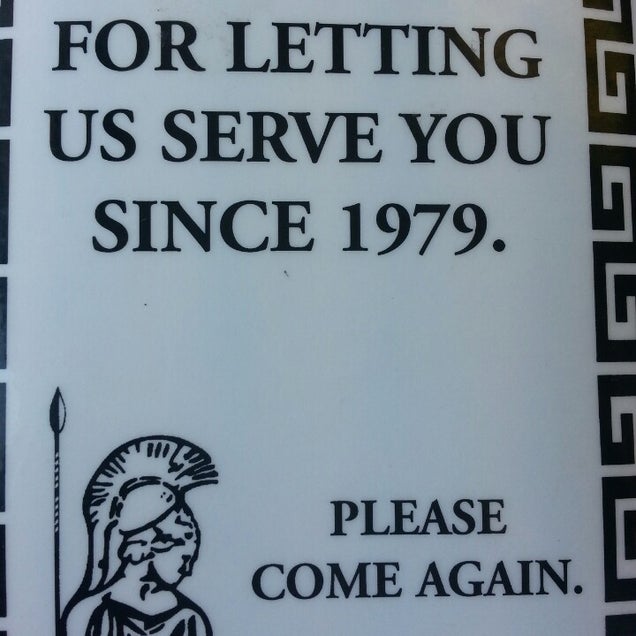 FOR LETTING
US SERVE YOU
SINCE 1979.
PLEASE
COME AGAIN.